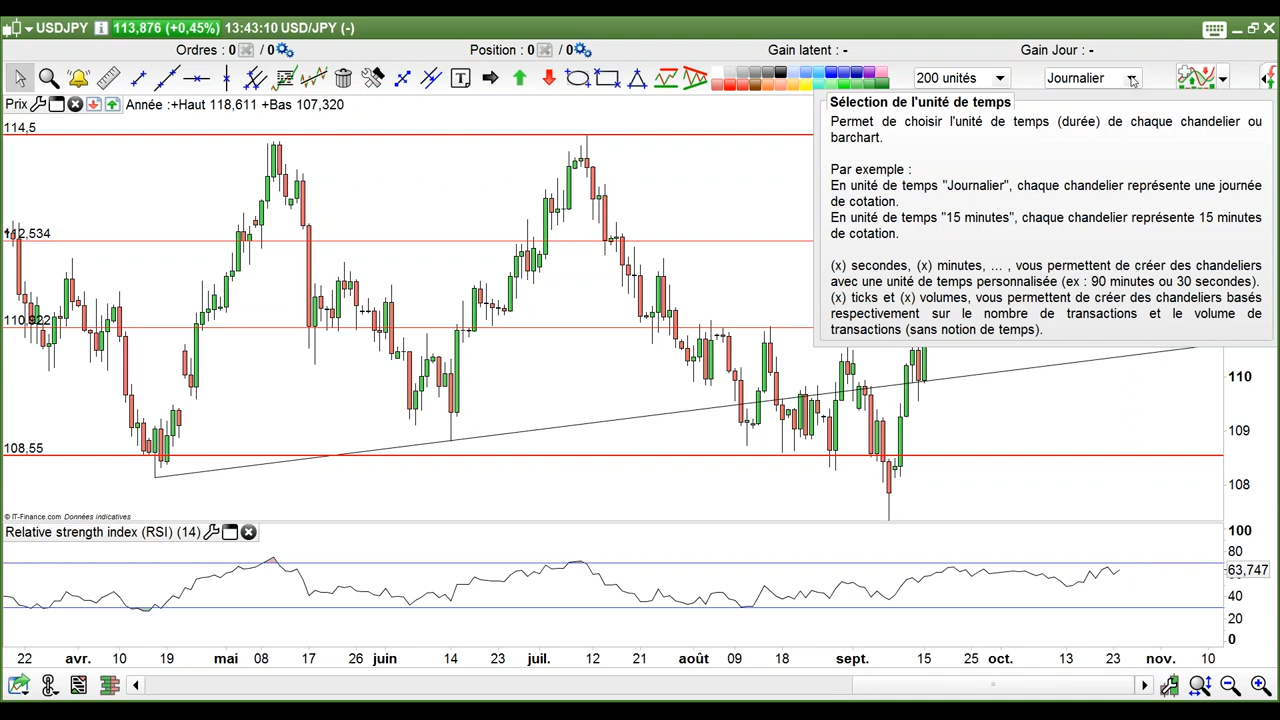 USDJPY 113,876 (+0,45%) 13:43:10 USD/JPY (-)
Ordres : 0 / 0 Position : 0 / 0 Gain latent : - Gain Jour : -
200 unités Journalier
Prix Année :+Haut 118,611 +Bas 107,320
Sélection de l'unité de temps
Permet de choisir l'unité de temps (durée) de chaque chandelier ou
barchart.
Par exemple :
En unité de temps "Journalier", chaque chandelier représente une journée
de cotation.
En unité de temps "15 minutes", chaque chandelier représente 15 minutes
de cotation.
(x) secondes, (x) minutes, ... , vous permettent de créer des chandeliers
avec une unité de temps personnalisée (ex : 90 minutes ou 30 secondes).
(x) ticks et (x) volumes, vous permettent de créer des chandeliers basés
respectivement sur le nombre de transactions et le volume de
transactions (sans notion de temps).
114,5
112,534
110,922
108,55
110
109
108
© IT-Finance.com Données indicatives
Relative strength index (RSI) (14)
100
80
63,747
40
20
0
22 avr. 10 19 mai 08 17 26 juin 14 23 juil. 12 21 août 09 18 sept. 15 25 oct. 13 23 nov. 10